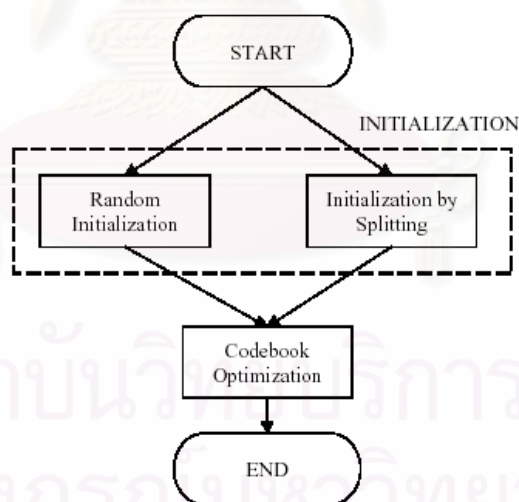 START
INITIALIZATION
Random
Initialization
Initialization by
Splitting
Codebook
Optimization
END